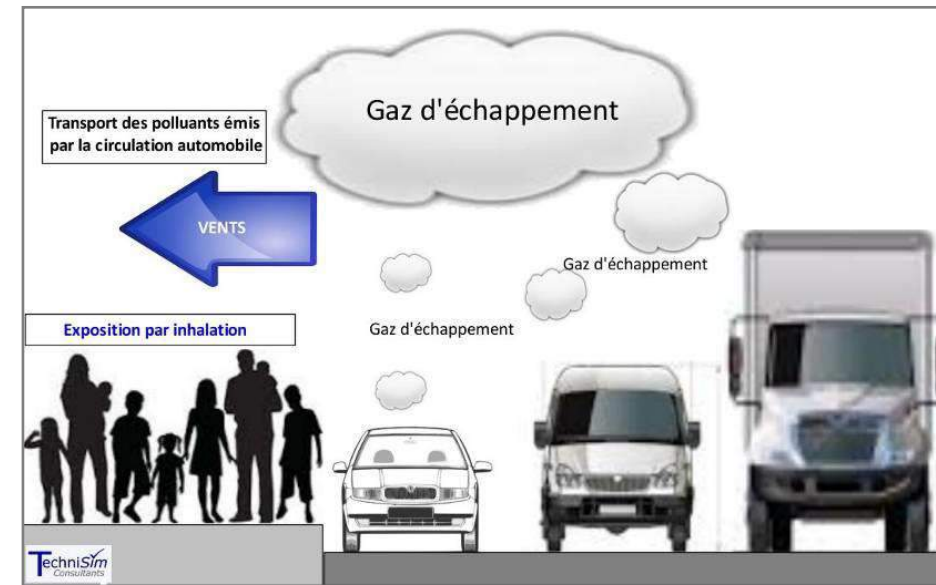 Gaz d'échappement
Transport des polluants émis
par la circulation automobile
VENTS
Gaz d'échappement
Exposition par inhalation
Gaz d'échappement
TechniSim
Consultants